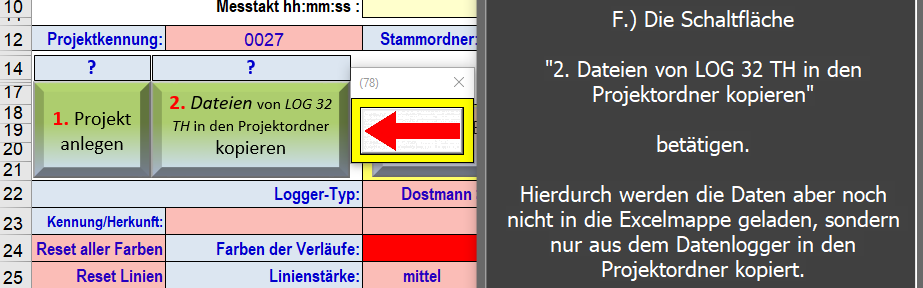 10 Messtakt hh:mm:ss :
12 Projektkennung: 0027 Stammordner:
14 ? ?
(78)
17
18
19
20
21
1. Projekt
anlegen
2. Dateien von LOG 32
TH in den Projektordner
kopieren
22 Logger-Typ: Dostmann
23 Kennung/Herkunft:
24 Reset aller Farben Farben der Verläufe:
25 Reset Linien Linienstärke: mittel
F.) Die Schaltfläche
"2. Dateien von LOG 32 TH in den
Projektordner kopieren"
betätigen.
Hierdurch werden die Daten aber noch
nicht in die Excelmappe geladen, sondern
nur aus dem Datenlogger in den
Projektordner kopiert.